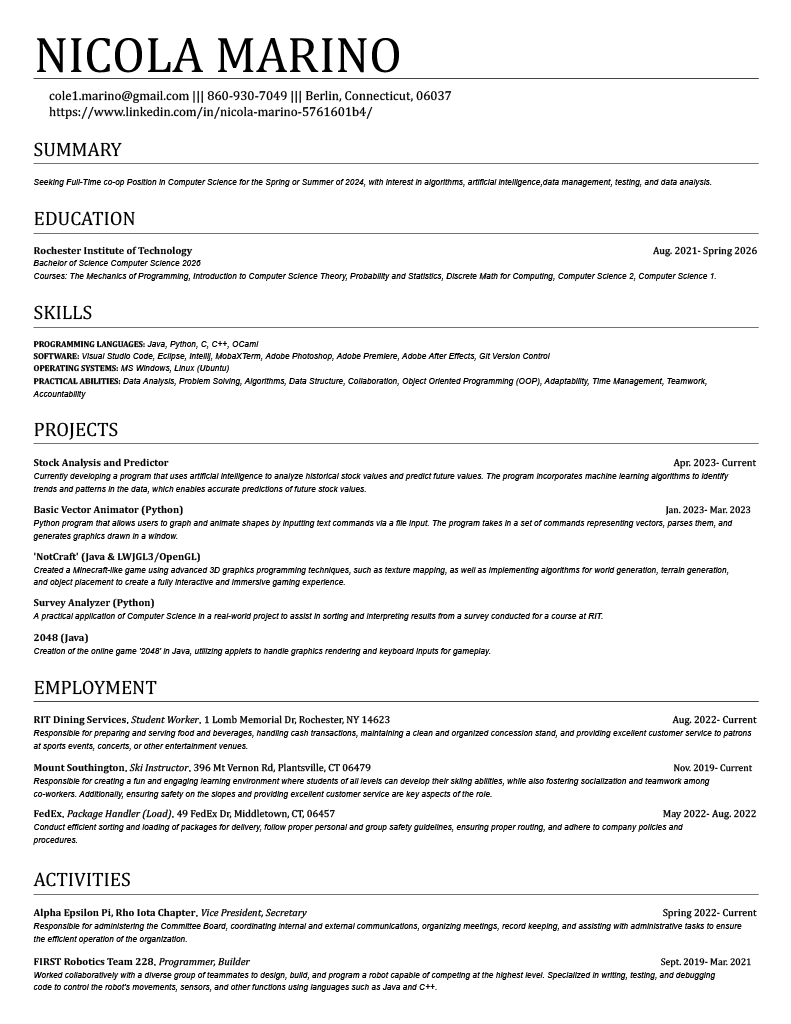 NICOLA MARINO
cole1.marino@gmail.com ||| 860-930-7049 ||| Berlin, Connecticut, 06037
https://www.linkedin.com/in/nicola-marino-5761601b4/
SUMMARY
Seeking Full-Time co-op Position in Computer Science for the Spring or Summer of 2024, with interest in algorithms, artificial intelligence,data management, testing, and data analysis.
EDUCATION
Rochester Institute of Technology Aug. 2021- Spring 2026
Bachelor of Science Computer Science 2026
Courses: The Mechanics of Programming, Introduction to Computer Science Theory, Probability and Statistics, Discrete Math for Computing, Computer Science 2, Computer Science 1.
SKILLS
PROGRAMMING LANGUAGES: Java, Python, C, C++, OCaml
SOFTWARE: Visual Studio Code, Eclipse, Intellij, MobaXTerm, Adobe Photoshop, Adobe Premiere, Adobe After Effects, Git Version Control
OPERATING SYSTEMS: MS Windows, Linux (Ubuntu)
PRACTICAL ABILITIES: Data Analysis, Problem Solving, Algorithms, Data Structure, Collaboration, Object Oriented Programming (OOP), Adaptability, Time Management, Teamwork,
Accountability
PROJECTS
Stock Analysis and Predictor Apr. 2023- Current
Currently developing a program that uses artificial intelligence to analyze historical stock values and predict future values. The program incorporates machine learning algorithms to identify
trends and patterns in the data, which enables accurate predictions of future stock values.
Basic Vector Animator (Python) Jan. 2023- Mar. 2023
Python program that allows users to graph and animate shapes by inputting text commands via a file input. The program takes in a set of commands representing vectors, parses them, and
generates graphics drawn in a window.
'NotCraft' (Java & LWJGL3/OpenGL)
Created a Minecraft-like game using advanced 3D graphics programming techniques, such as texture mapping, as well as implementing algorithms for world generation, terrain generation,
and object placement to create a fully interactive and immersive gaming experience.
Survey Analyzer (Python)
A practical application of Computer Science in a real-world project to assist in sorting and interpreting results from a survey conducted for a course at RIT.
2048 (Java)
Creation of the online game '2048' in Java, utilizing applets to handle graphics rendering and keyboard inputs for gameplay.
EMPLOYMENT
RIT Dining Services, Student Worker, 1 Lomb Memorial Dr, Rochester, NY 14623 Aug. 2022- Current
Responsible for preparing and serving food and beverages, handling cash transactions, maintaining a clean and organized concession stand, and providing excellent customer service to patrons
at sports events, concerts, or other entertainment venues.
Mount Southington, Ski Instructor, 396 Mt Vernon Rd, Plantsville, CT 06479 Nov. 2019- Current
Responsible for creating a fun and engaging learning environment where students of all levels can develop their skiing abilities, while also fostering socialization and teamwork among
co-workers. Additionally, ensuring safety on the slopes and providing excellent customer service are key aspects of the role.
FedEx, Package Handler (Load), 49 FedEx Dr, Middletown, CT, 06457 May 2022- Aug. 2022
Conduct efficient sorting and loading of packages for delivery, follow proper personal and group safety guidelines, ensuring proper routing, and adhere to company policies and
procedures.
ACTIVITIES
Alpha Epsilon Pi, Rho Iota Chapter, Vice President, Secretary Spring 2022- Current
Responsible for administering the Committee Board, coordinating internal and external communications, organizing meetings, record keeping, and assisting with administrative tasks to ensure
the efficient operation of the organization.
FIRST Robotics Team 228, Programmer, Builder Sept. 2019- Mar. 2021
Worked collaboratively with a diverse group of teammates to design, build, and program a robot capable of competing at the highest level. Specialized in writing, testing, and debugging
code to control the robot's movements, sensors, and other functions using languages such as Java and C++.